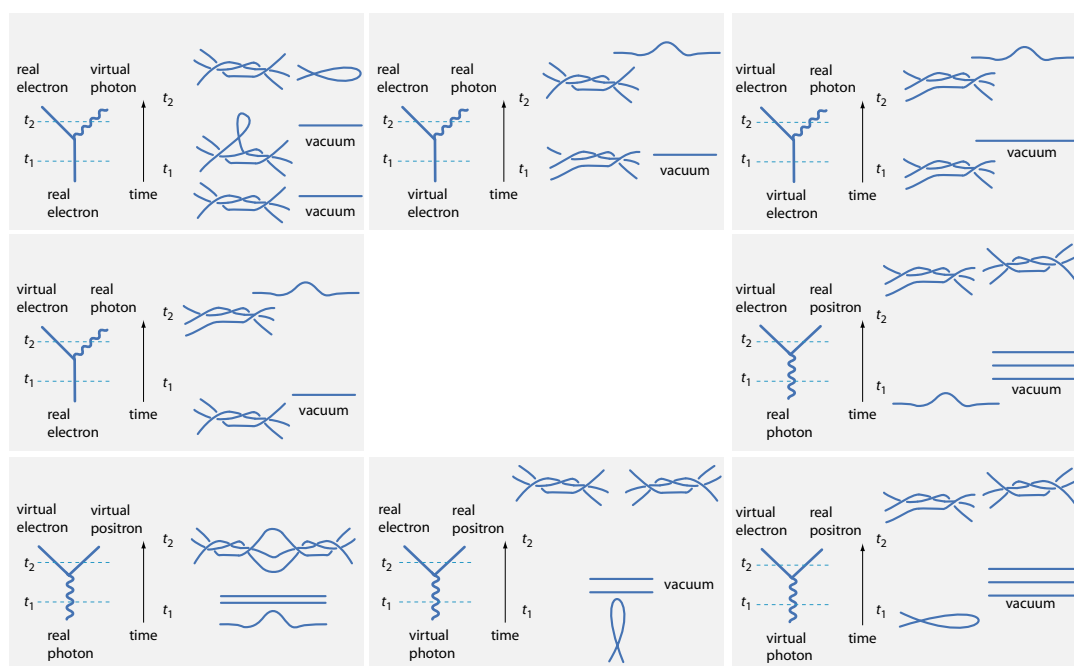 real virtual
electron photon
t2
t2
vacuum
t1
t1
real
electron
time
vacuum
real real
electron photon
t2
t2
t1
t1
vacuum
virtual
electron
time
virtual real
electron photon
t2
t2
vacuum
t1
t1
virtual
electron
time
virtual real
electron photon
t2
t2
t1
t1
vacuum
real
electron
time
virtual real
electron positron
t2
t2
t1
t1
vacuum
real
photon
time
virtual virtual
electron positron
t2
t2
t1
t1
real
photon
time
real real
electron positron
t2
t2
vacuum
t1
t1
virtual
photon
time
virtual real
electron positron
t2
t2
t1
t1
vacuum
virtual
photon
time